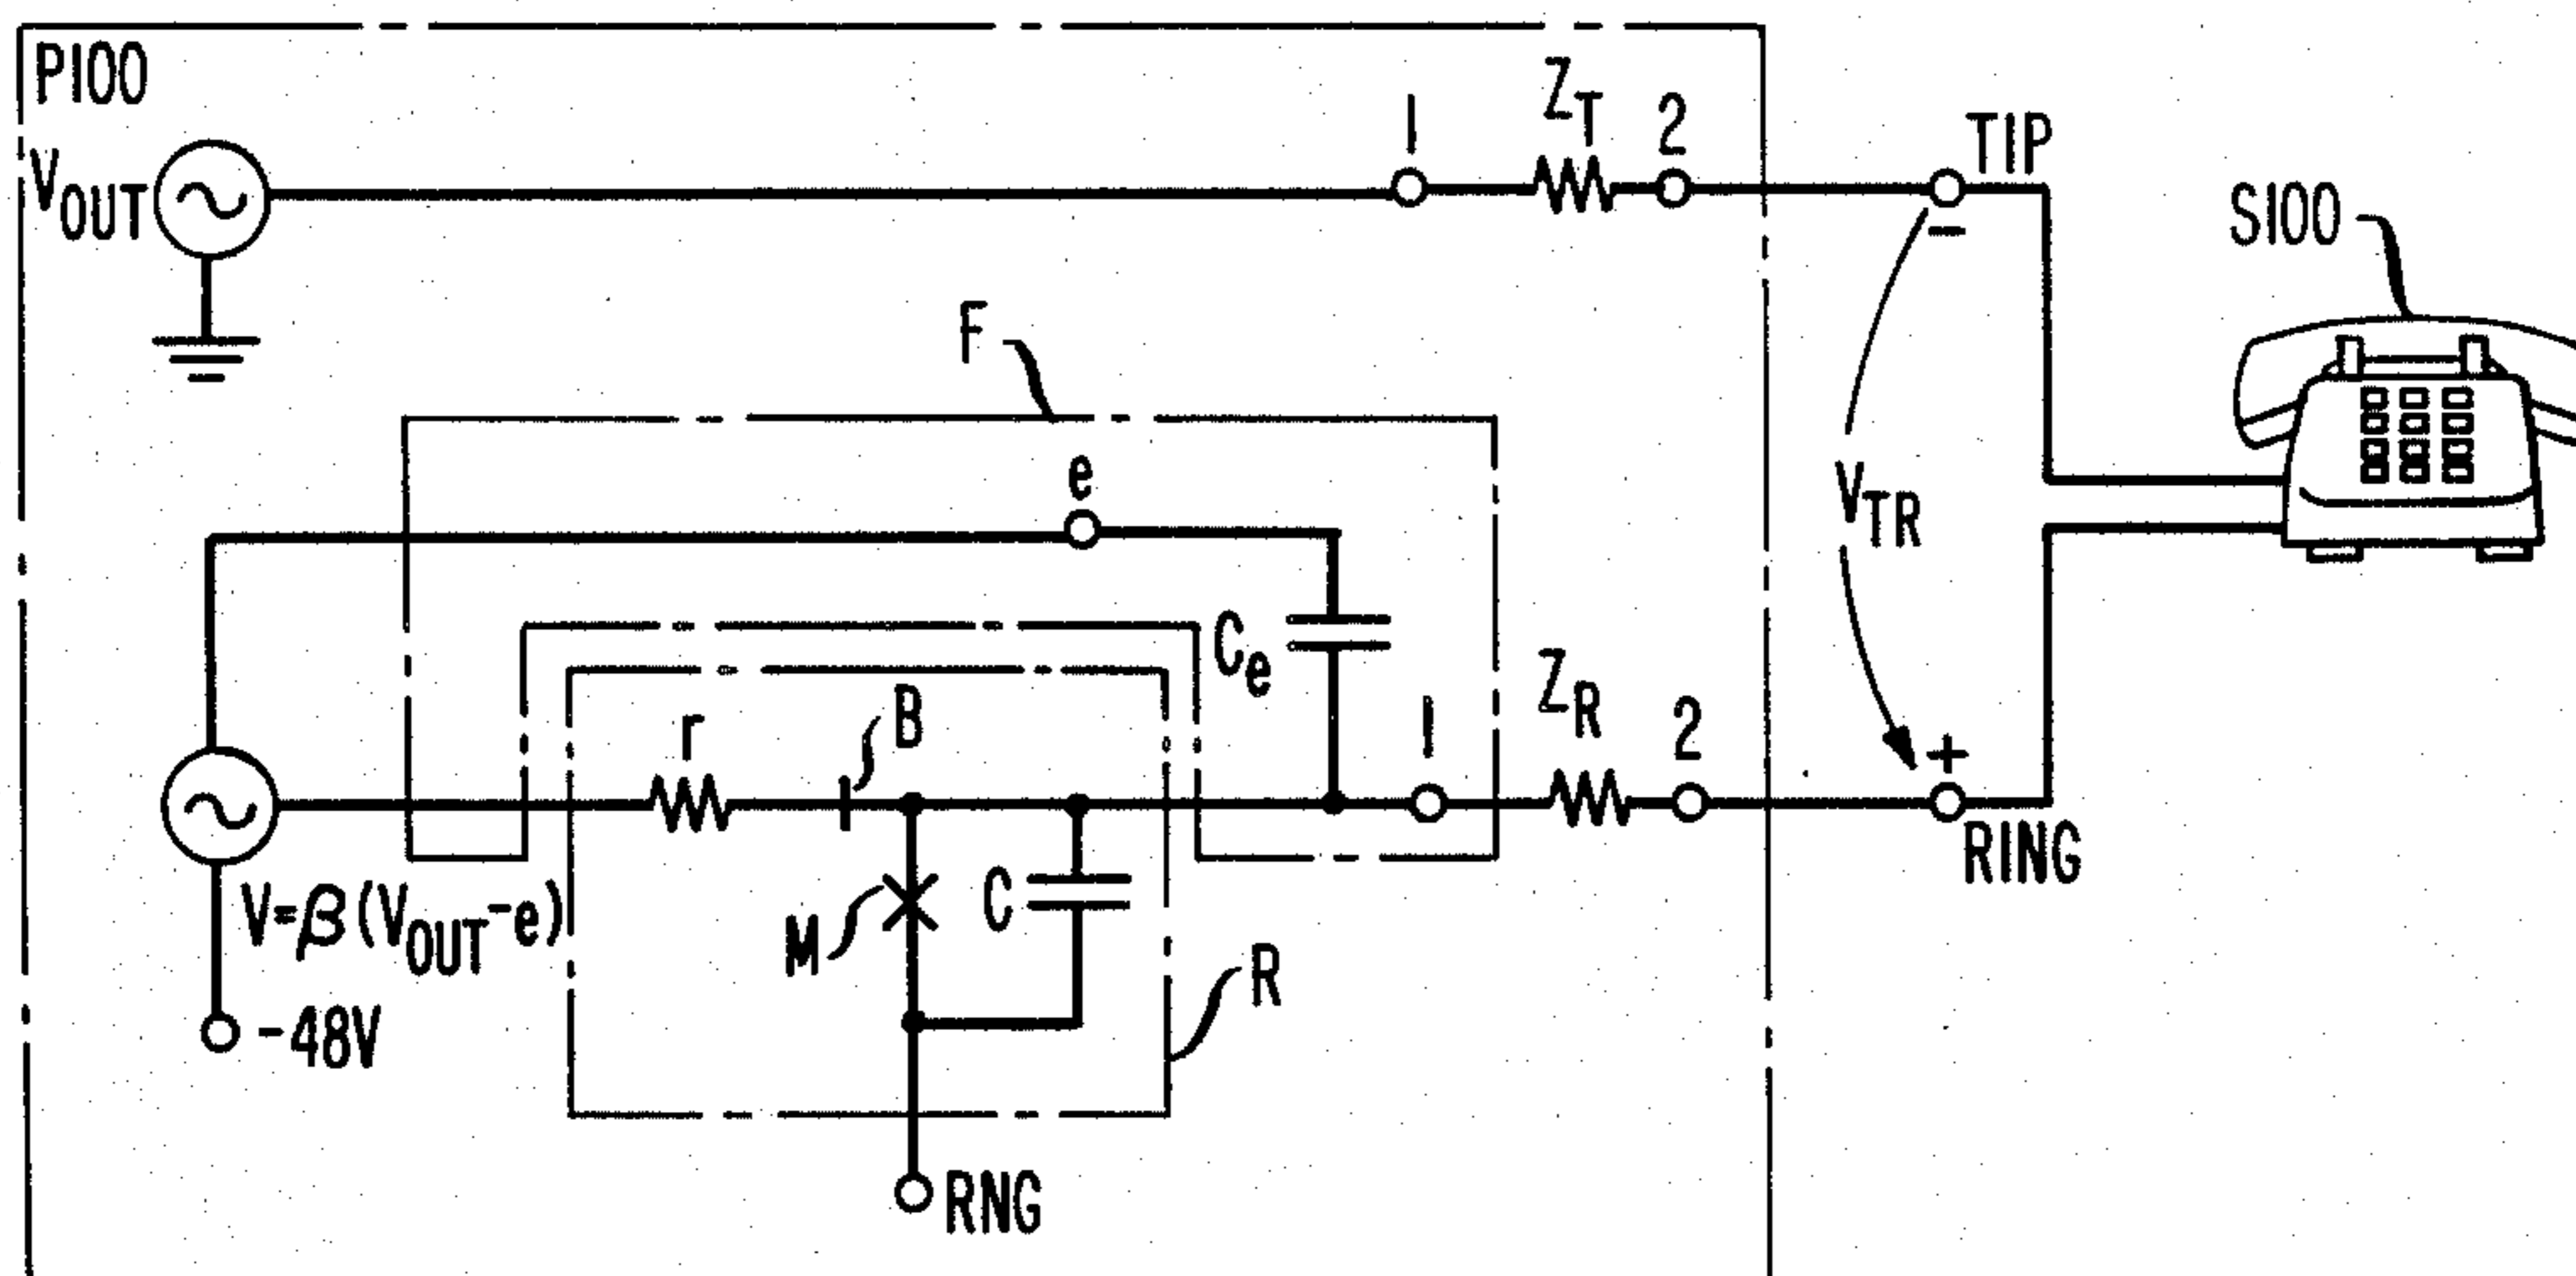 P100
V_OUT
1
Z_T
2
TIP
-
S100
F
e
V_TR
C_e
Z_R
1
2
+
RING
r
B
V=β(V_OUT-e)
M
C
R
-48V
RNG